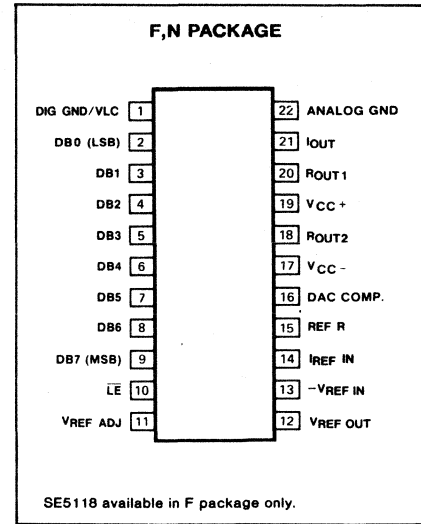 F,N PACKAGE
DIG GND/VLC 1
22 ANALOG GND
DB0 (LSB) 2
21 IOUT
DB1 3
20 ROUT1
DB2 4
19 VCC +
DB3 5
18 ROUT2
DB4 6
17 VCC -
DB5 7
16 DAC COMP.
DB6 8
15 REF R
DB7 (MSB) 9
14 IREF IN
LE 10
13 -VREF IN
VREF ADJ 11
12 VREF OUT
SE5118 available in F package only.